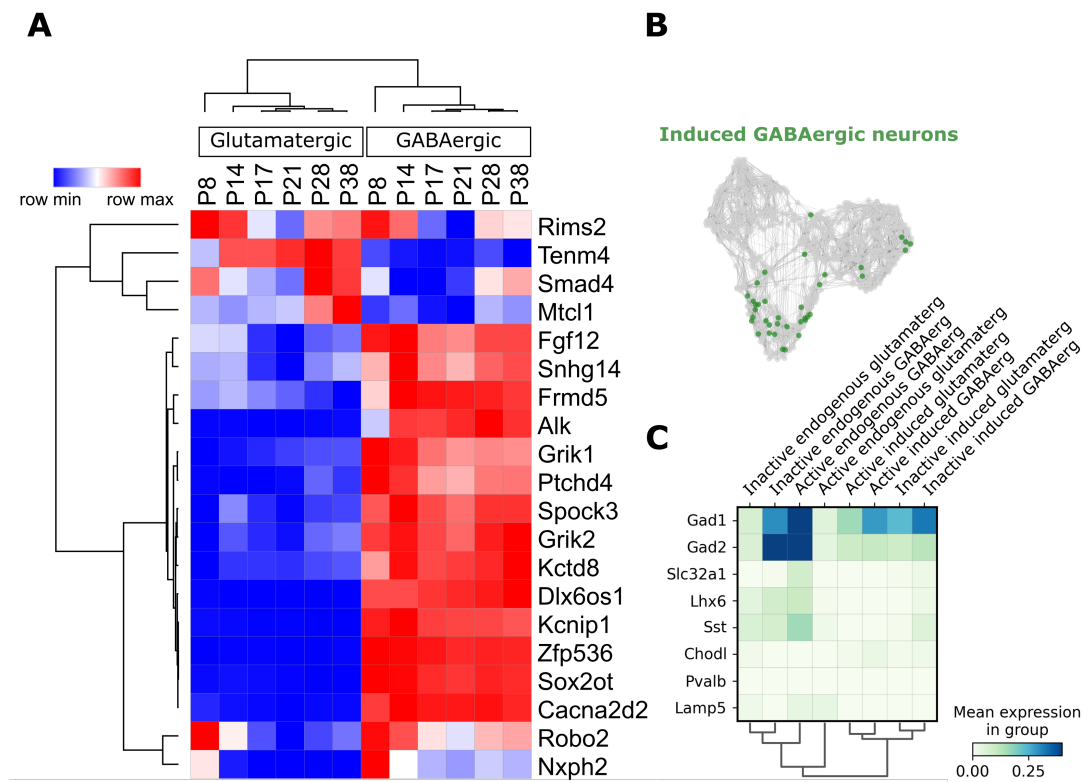 A
B
Glutamatergic
GABAergic
P8
P14
P17
P21
P28
P38
P8
P14
P17
P21
P28
P38
row min
row max
Rims2
Tenm4
Smad4
Mtcl1
Fgf12
Snhg14
Frmd5
Alk
Grik1
Ptchd4
Spock3
Grik2
Kctd8
Dlx6os1
Kcnip1
Zfp536
Sox2ot
Cacna2d2
Robo2
Nxph2
Induced GABAergic neurons
C
Inactive endogenous glutamaterg
Inactive endogenous GABAerg
Active endogenous GABAerg
Active endogenous glutamaterg
Active induced glutamaterg
Active induced GABAerg
Inactive induced glutamaterg
Inactive induced GABAerg
Gad1
Gad2
Slc32a1
Lhx6
Sst
Chodl
Pvalb
Lamp5
Mean expression
in group
0.00
0.25